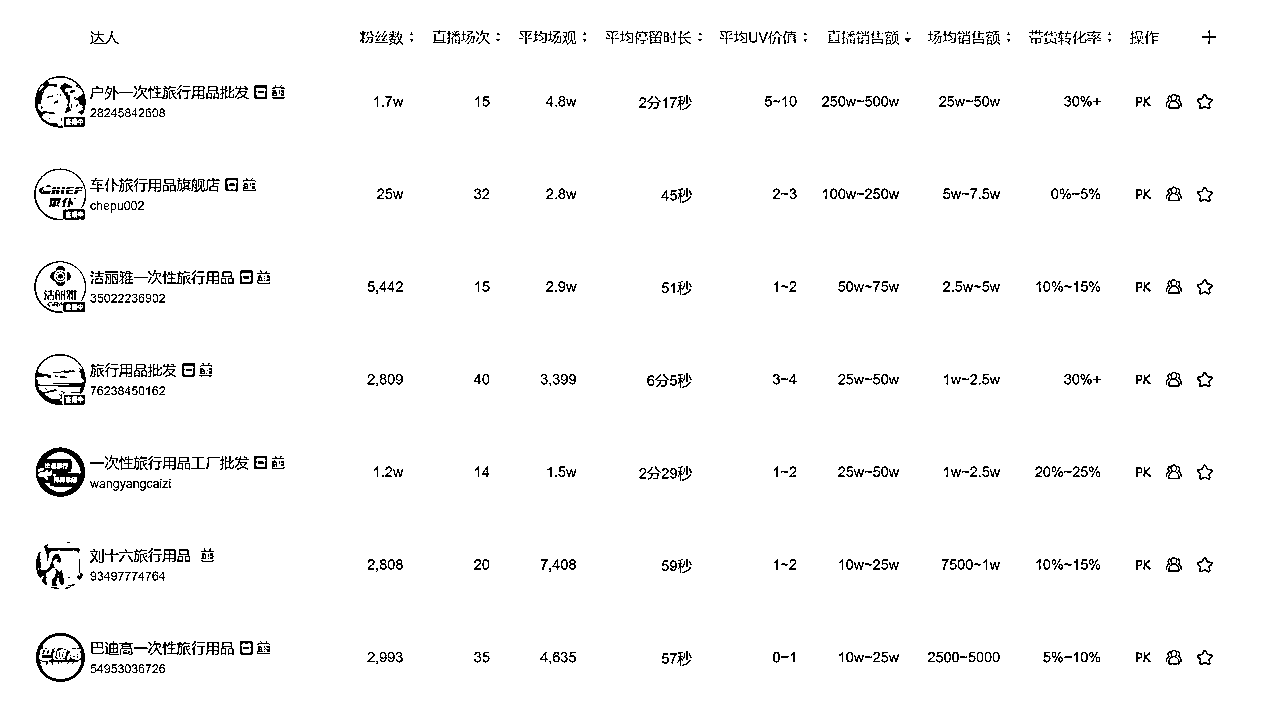 达人 粉丝数 直播场次 平均场观 平均停留时长 平均UV价值 直播销售额 场均销售额 带货转化率 操作
户外一次性旅行用品批发
28245842608
1.7w 15 4.8w 2分17秒 5~10 250w~500w 25w~50w 30%+ PK
车仆旅行用品旗舰店
chepu002
25w 32 2.8w 45秒 2~3 100w~250w 5w~7.5w 0%~5% PK
CHIEF
车仆
洁丽雅一次性旅行用品
35022236902
5,442 15 2.9w 51秒 1~2 50w~75w 2.5w~5w 10%~15% PK
洁丽雅
旅行用品批发
76238450162
2,809 40 3,399 6分5秒 3~4 25w~50w 1w~2.5w 30%+ PK
一次性旅行用品工厂批发
wangyangcaizi
1.2w 14 1.5w 2分29秒 1~2 25w~50w 1w~2.5w 20%~25% PK
刘十六旅行用品
93497774764
2,808 20 7,408 59秒 1~2 10w~25w 7500~1w 10%~15% PK
巴迪高一次性旅行用品
54953036726
2,993 35 4,635 57秒 0~1 10w~25w 2500~5000 5%~10% PK